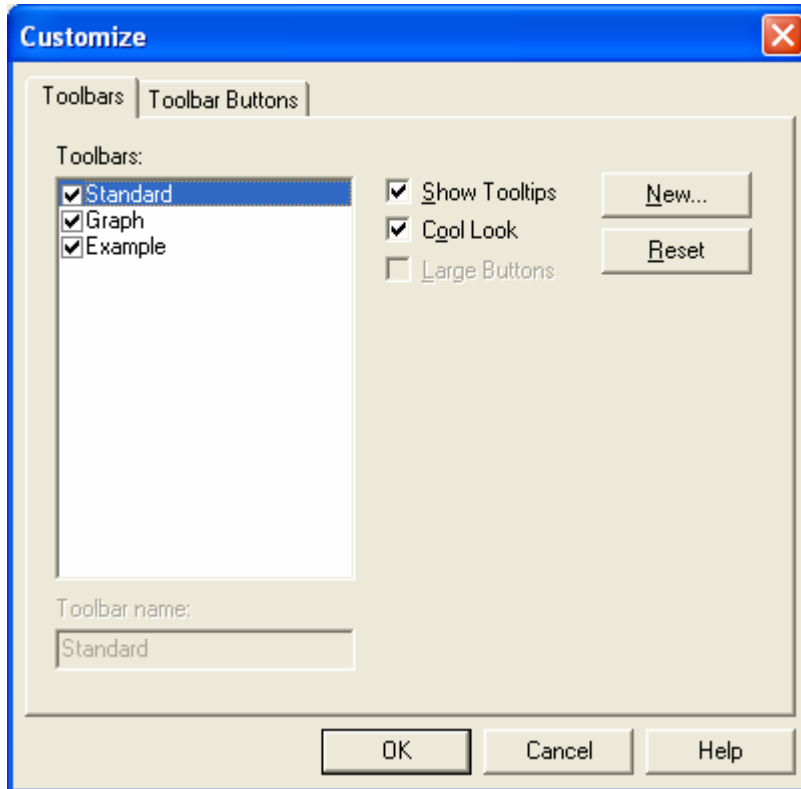 Customize
Toolbars
Toolbar Buttons
Toolbars:
Standard
Graph
Example
Show Tooltips
Cool Look
Large Buttons
New...
Reset
Toolbar name:
Standard
OK
Cancel
Help